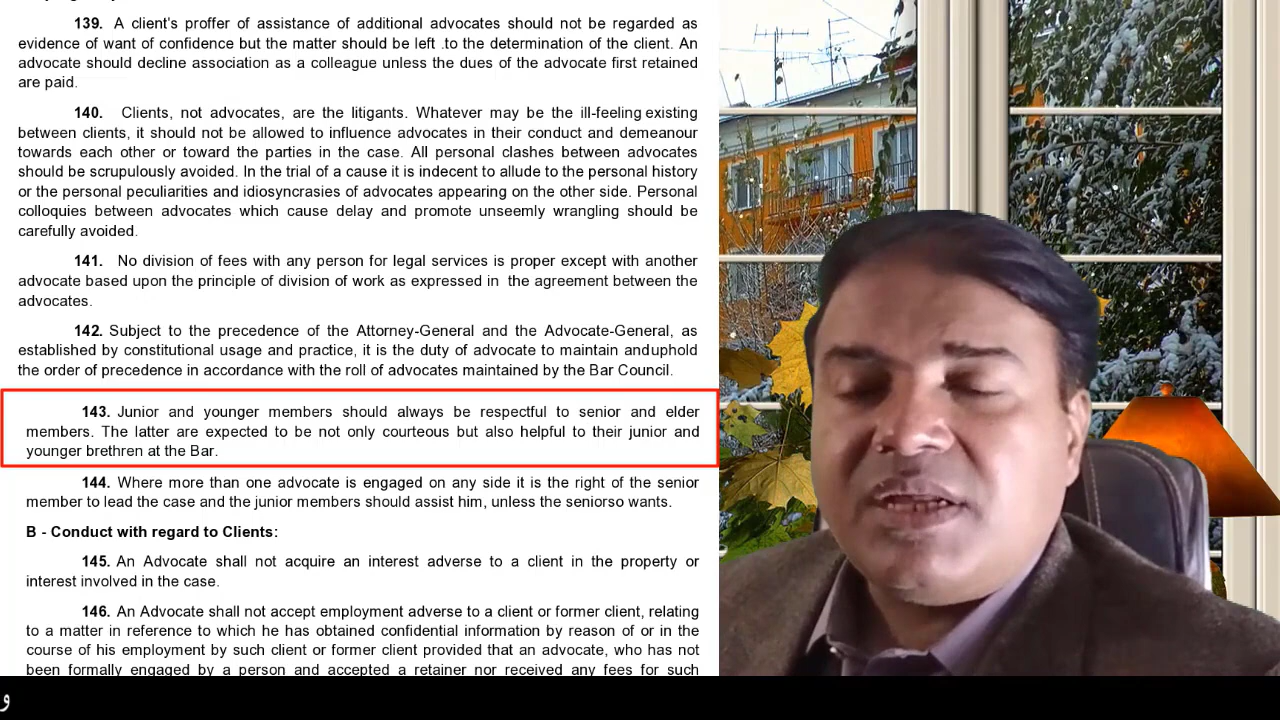 139. A client's proffer of assistance of additional advocates should not be regarded as
evidence of want of confidence but the matter should be left .to the determination of the client. An
advocate should decline association as a colleague unless the dues of the advocate first retained
are paid.
140. Clients, not advocates, are the litigants. Whatever may be the ill-feeling existing
between clients, it should not be allowed to influence advocates in their conduct and demeanour
towards each other or toward the parties in the case. All personal clashes between advocates
should be scrupulously avoided. In the trial of a cause it is indecent to allude to the personal history
or the personal peculiarities and idiosyncrasies of advocates appearing on the other side. Personal
colloquies between advocates which cause delay and promote unseemly wrangling should be
carefully avoided.
141. No division of fees with any person for legal services is proper except with another
advocate based upon the principle of division of work as expressed in the agreement between the
advocates.
142. Subject to the precedence of the Attorney-General and the Advocate-General, as
established by constitutional usage and practice, it is the duty of advocate to maintain anduphold
the order of precedence in accordance with the roll of advocates maintained by the Bar Council.
143. Junior and younger members should always be respectful to senior and elder
members. The latter are expected to be not only courteous but also helpful to their junior and
younger brethren at the Bar.
144. Where more than one advocate is engaged on any side it is the right of the senior
member to lead the case and the junior members should assist him, unless the seniorso wants.
B - Conduct with regard to Clients:
145. An Advocate shall not acquire an interest adverse to a client in the property or
interest involved in the case.
146. An Advocate shall not accept employment adverse to a client or former client, relating
to a matter in reference to which he has obtained confidential information by reason of or in the
course of his employment by such client or former client provided that an advocate, who has not
been formally engaged by a person and accepted a retainer nor received any fees for such
و